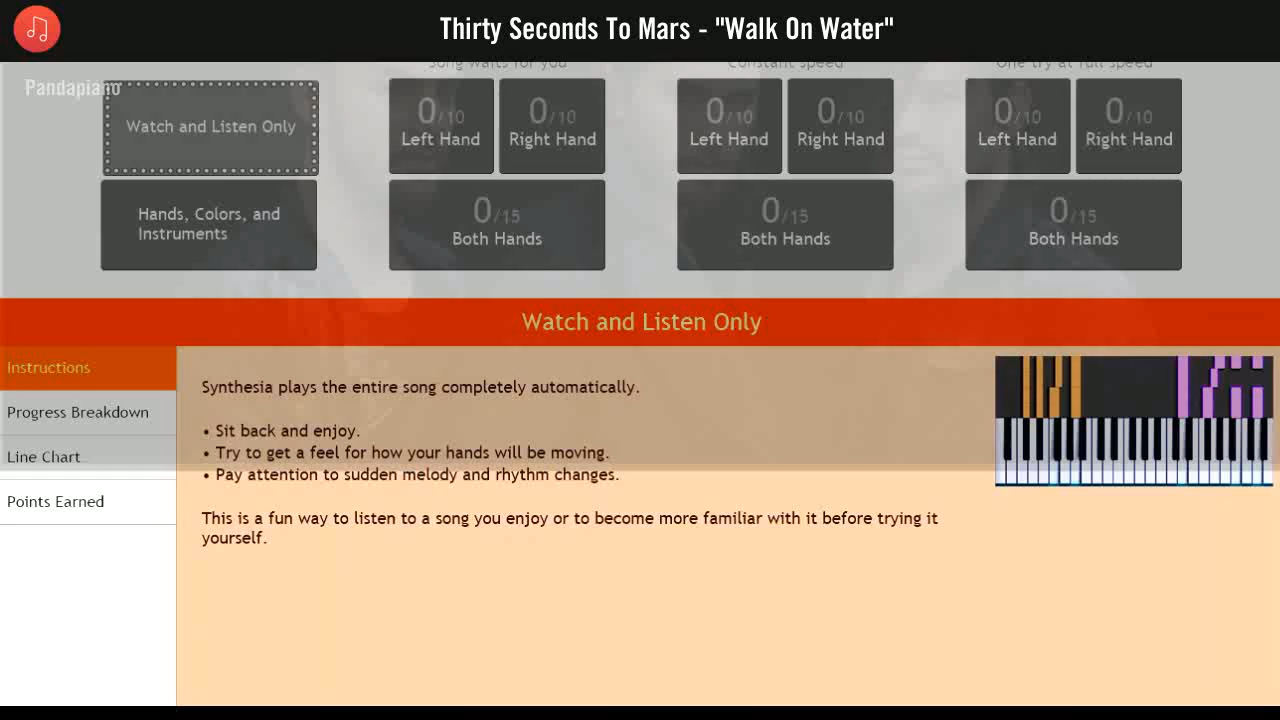 Thirty Seconds To Mars - "Walk On Water"
Song waits for you
Constant speed
One try at full speed
Pandapiano
Watch and Listen Only
0/10
Left Hand
0/10
Right Hand
0/10
Left Hand
0/10
Right Hand
0/10
Left Hand
0/10
Right Hand
Hands, Colors, and
Instruments
0/15
Both Hands
0/15
Both Hands
0/15
Both Hands
Watch and Listen Only
Instructions
Progress Breakdown
Line Chart
Points Earned
Synthesia plays the entire song completely automatically.
• Sit back and enjoy.
• Try to get a feel for how your hands will be moving.
• Pay attention to sudden melody and rhythm changes.
This is a fun way to listen to a song you enjoy or to become more familiar with it before trying it
yourself.